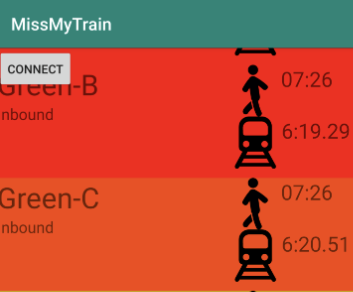 MissMyTrain
CONNECT
Green-B
nbound
07:26
6:19.29
Green-C
nbound
07:26
6:20.51